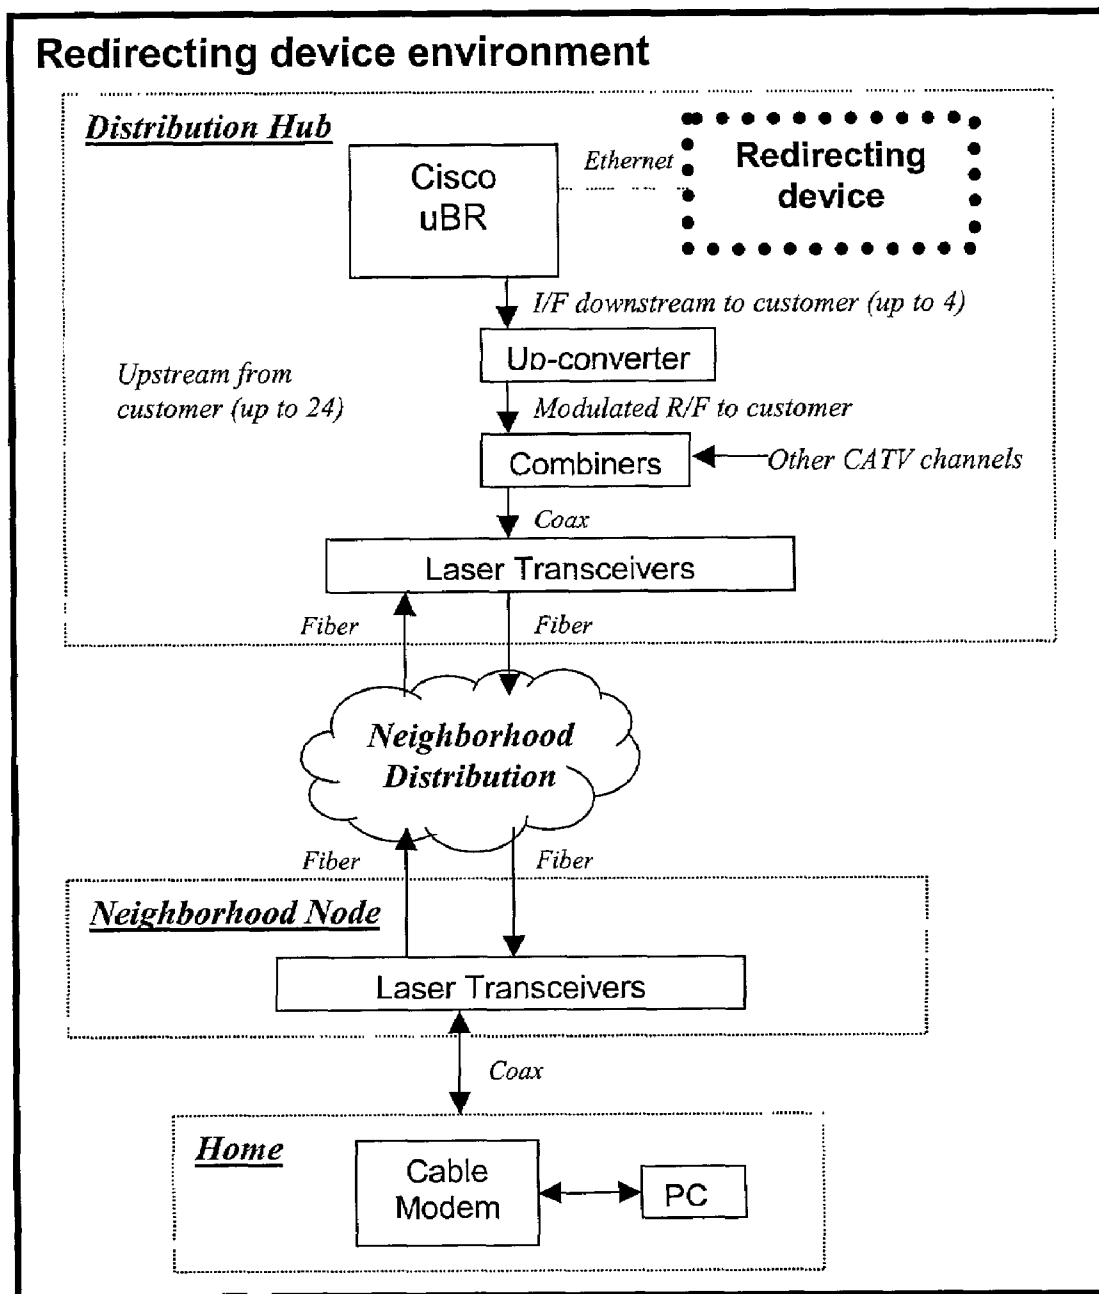 Redirecting device environment
Distribution Hub
Cisco
uBR
Ethernet
Redirecting
device
I/F downstream to customer (up to 4)
Up-converter
Upstream from
customer (up to 24)
Modulated R/F to customer
Combiners
Other CATV channels
Coax
Laser Transceivers
Fiber
Fiber
Neighborhood
Distribution
Fiber
Fiber
Neighborhood Node
Laser Transceivers
Coax
Home
Cable
Modem
PC